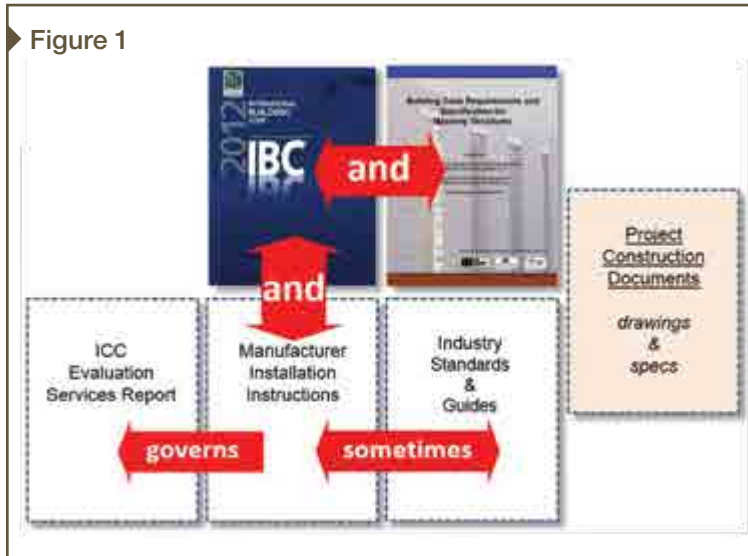 Figure 1
2012
INTERNATIONAL
BUILDING
CODE
IBC
Building Code Requirements and
Specification for
Masonry Structures
and
and
Project
Construction
Documents
drawings
&
specs
ICC
Evaluation
Services Report
Manufacturer
Installation
Instructions
Industry
Standards
&
Guides
governs
sometimes